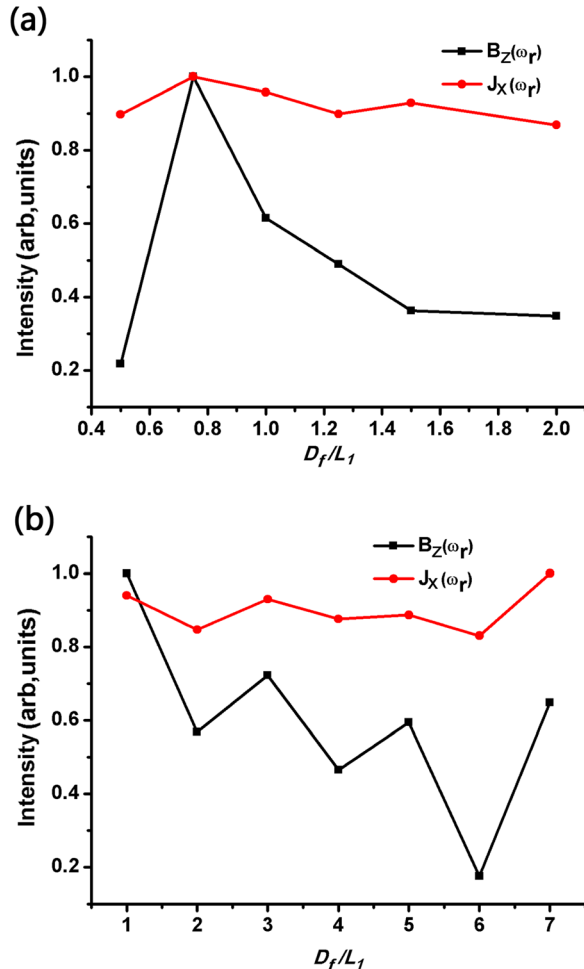 (a)
B_Z(ω_r)
J_X(ω_r)
Intensity (arb,units)
1.0
0.8
0.6
0.4
0.2
0.4 0.6 0.8 1.0 1.2 1.4 1.6 1.8 2.0
D_f/L_1
(b)
B_Z(ω_r)
J_X(ω_r)
Intensity (arb,units)
1.0
0.8
0.6
0.4
0.2
1 2 3 4 5 6 7
D_f/L_1